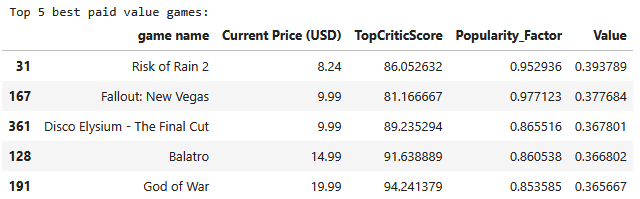 Top 5 best paid value games:
game name Current Price (USD) TopCriticScore Popularity_Factor Value
31 Risk of Rain 2 8.24 86.052632 0.952936 0.393789
167 Fallout: New Vegas 9.99 81.166667 0.977123 0.377684
361 Disco Elysium - The Final Cut 9.99 89.235294 0.865516 0.367801
128 Balatro 14.99 91.638889 0.860538 0.366802
191 God of War 19.99 94.241379 0.853585 0.365667